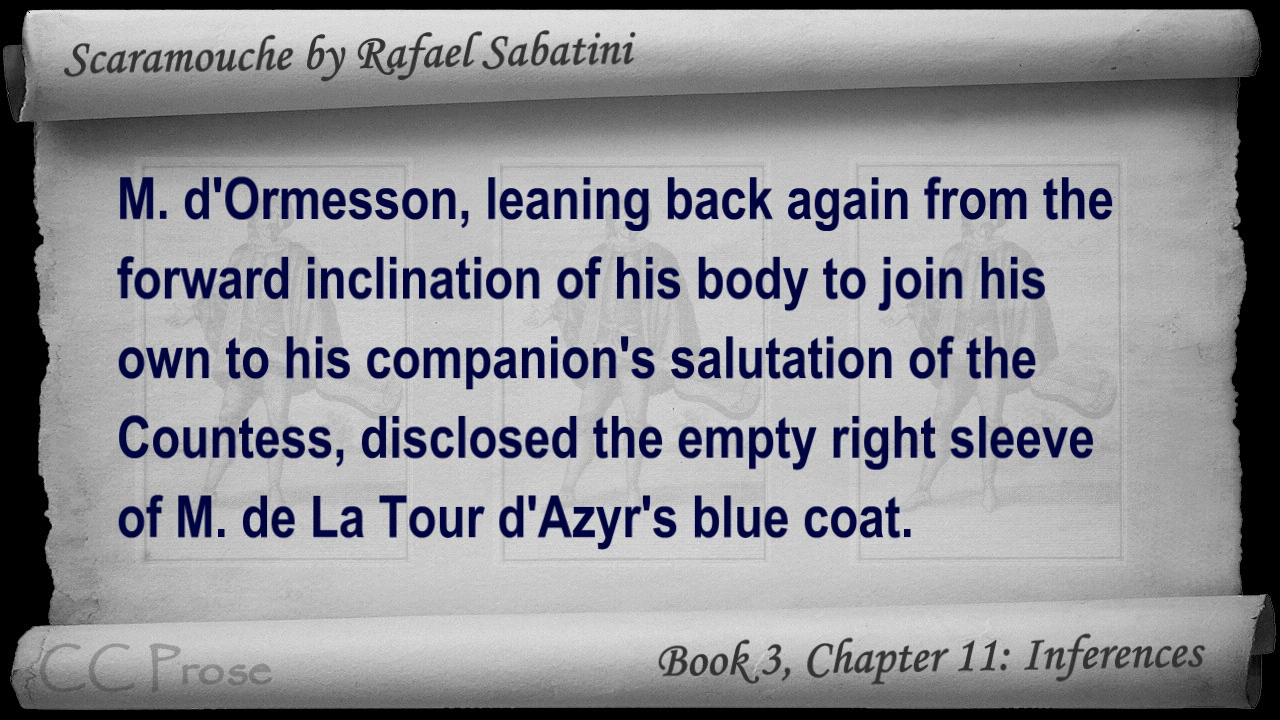 Scaramouche by Rafael Sabatini
M. d'Ormesson, leaning back again from the
forward inclination of his body to join his
own to his companion's salutation of the
Countess, disclosed the empty right sleeve
of M. de La Tour d'Azyr's blue coat.
CC Prose
Book 3, Chapter 11: Inferences